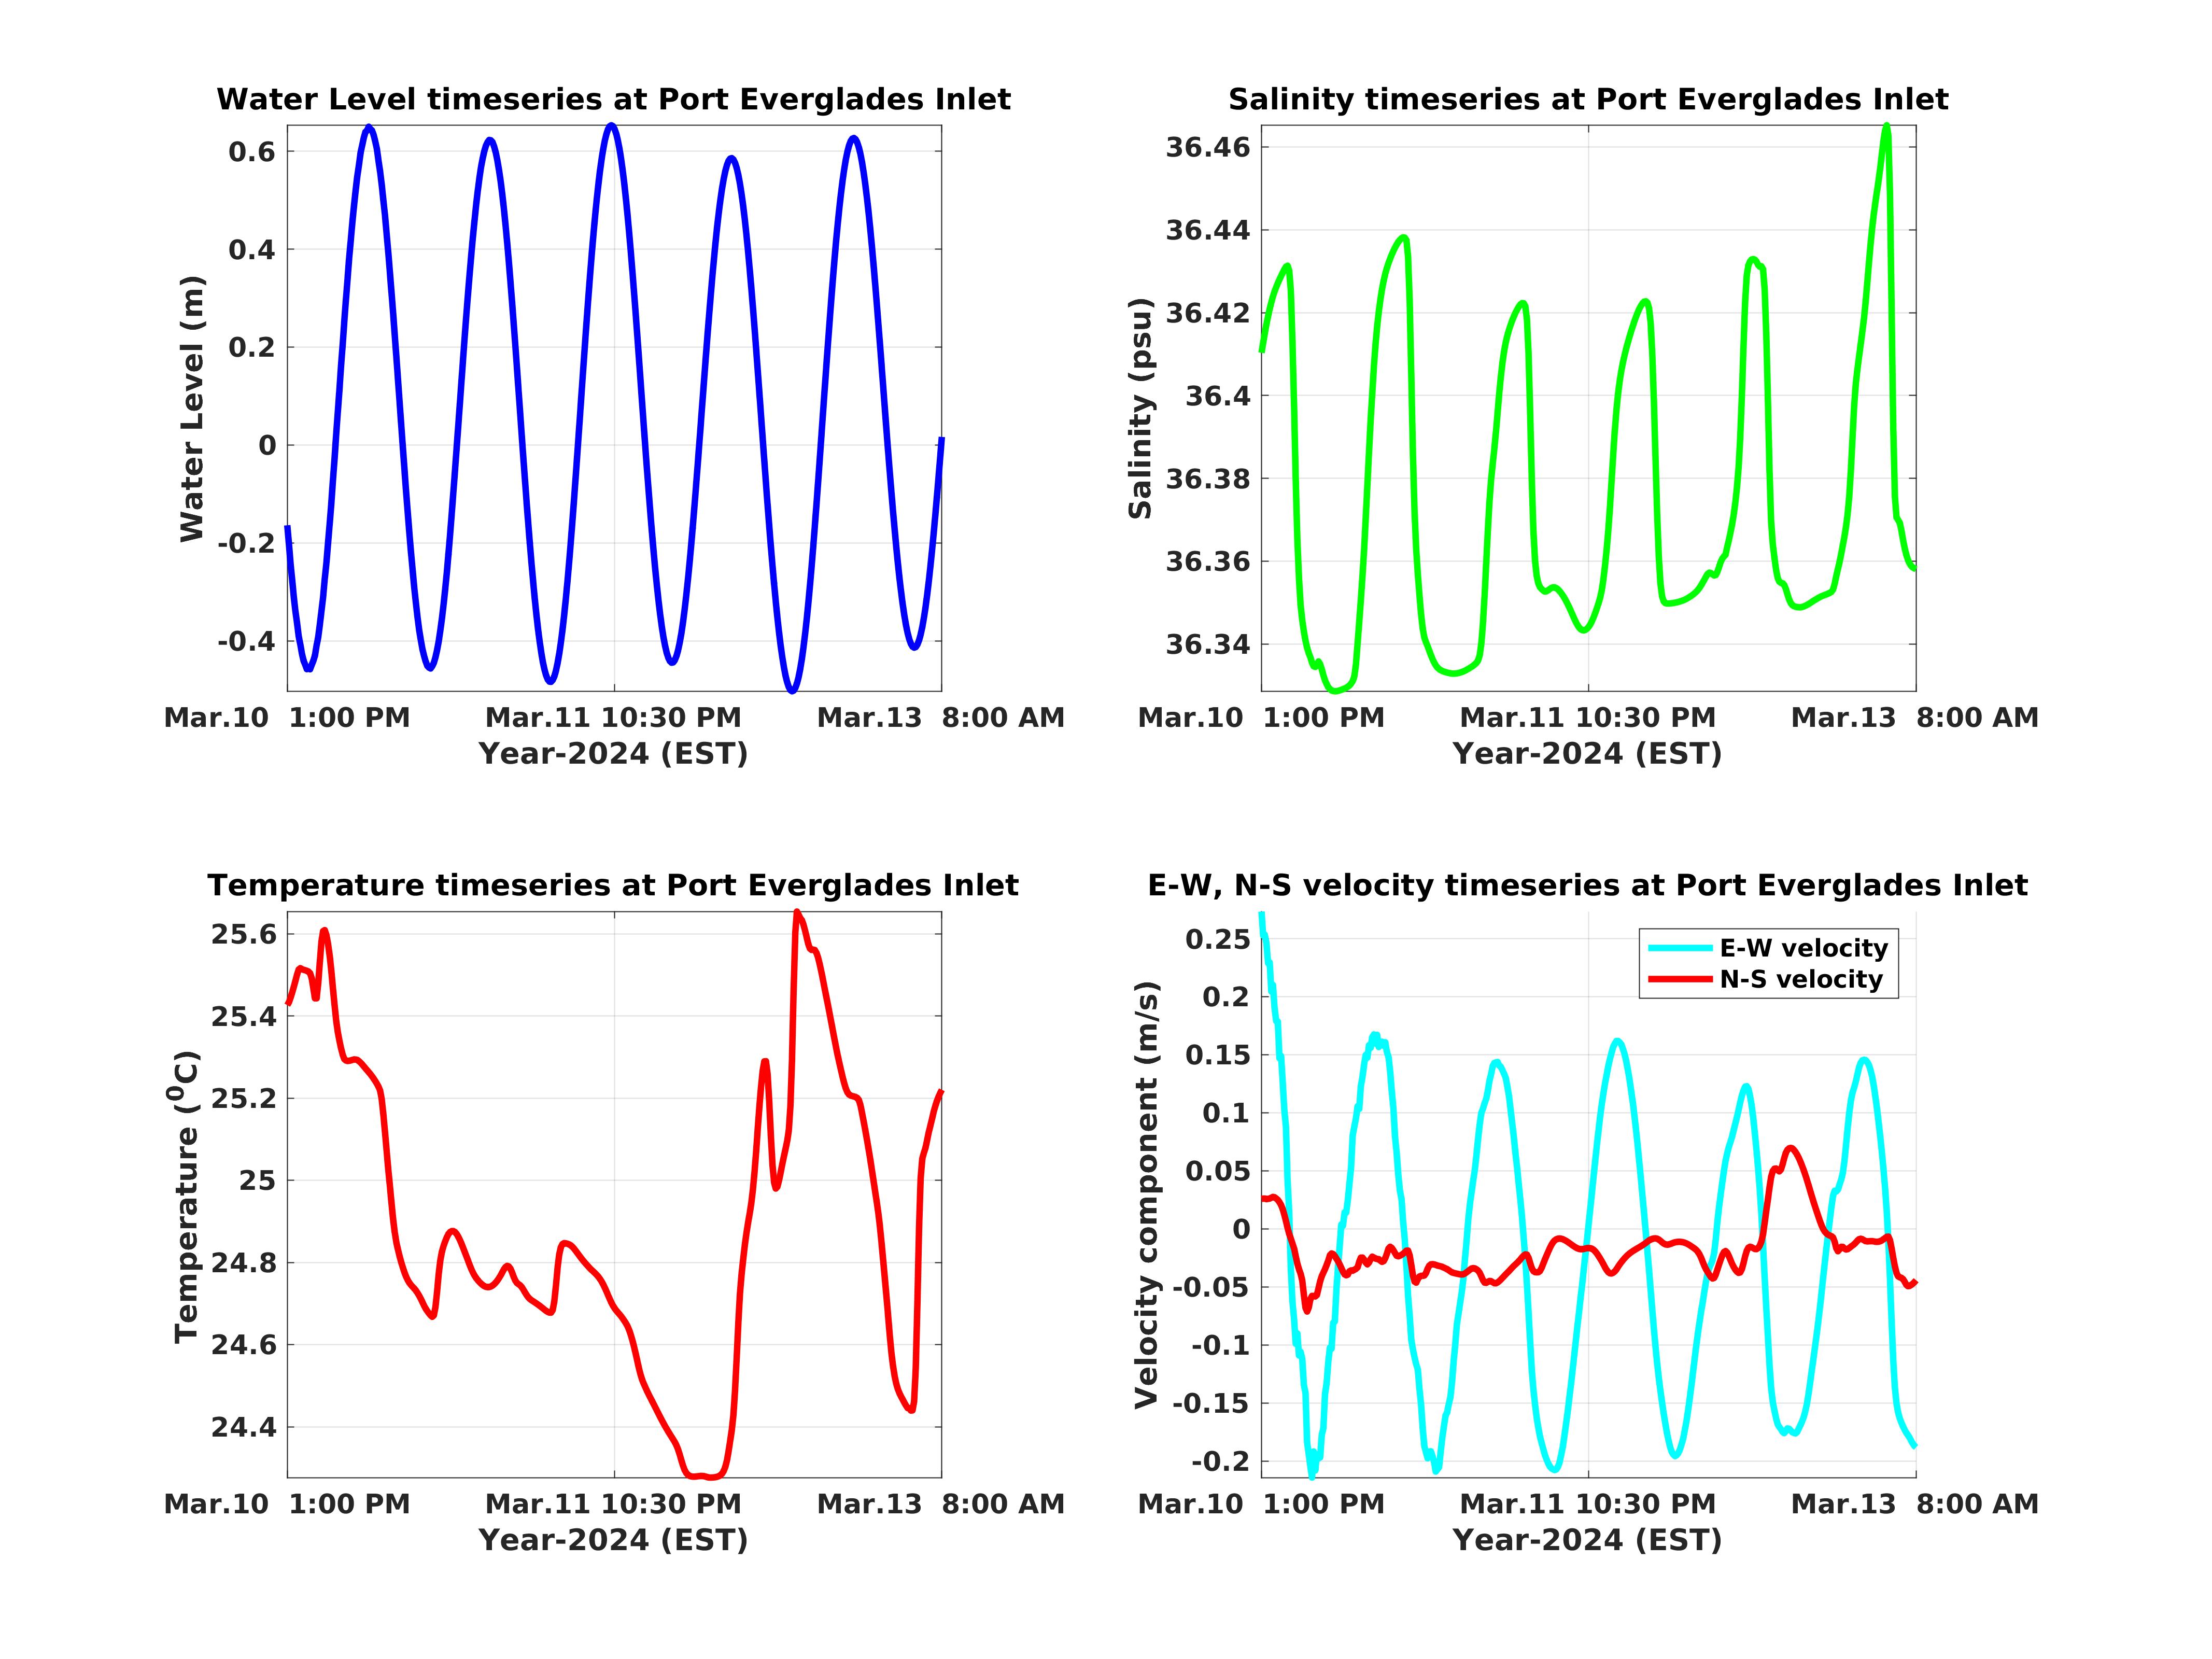 Water Level timeseries at Port Everglades Inlet
0.6
0.4
0.2
0
-0.2
-0.4
Water Level (m)
Mar.10 1:00 PM Mar.11 10:30 PM Mar.13 8:00 AM
Year-2024 (EST)
Salinity timeseries at Port Everglades Inlet
36.46
36.44
36.42
36.4
36.38
36.36
36.34
Salinity (psu)
Mar.10 1:00 PM Mar.11 10:30 PM Mar.13 8:00 AM
Year-2024 (EST)
Temperature timeseries at Port Everglades Inlet
25.6
25.4
25.2
25
24.8
24.6
24.4
Temperature (⁰C)
Mar.10 1:00 PM Mar.11 10:30 PM Mar.13 8:00 AM
Year-2024 (EST)
E-W, N-S velocity timeseries at Port Everglades Inlet
E-W velocity
N-S velocity
0.25
0.2
0.15
0.1
0.05
0
-0.05
-0.1
-0.15
-0.2
Velocity component (m/s)
Mar.10 1:00 PM Mar.11 10:30 PM Mar.13 8:00 AM
Year-2024 (EST)